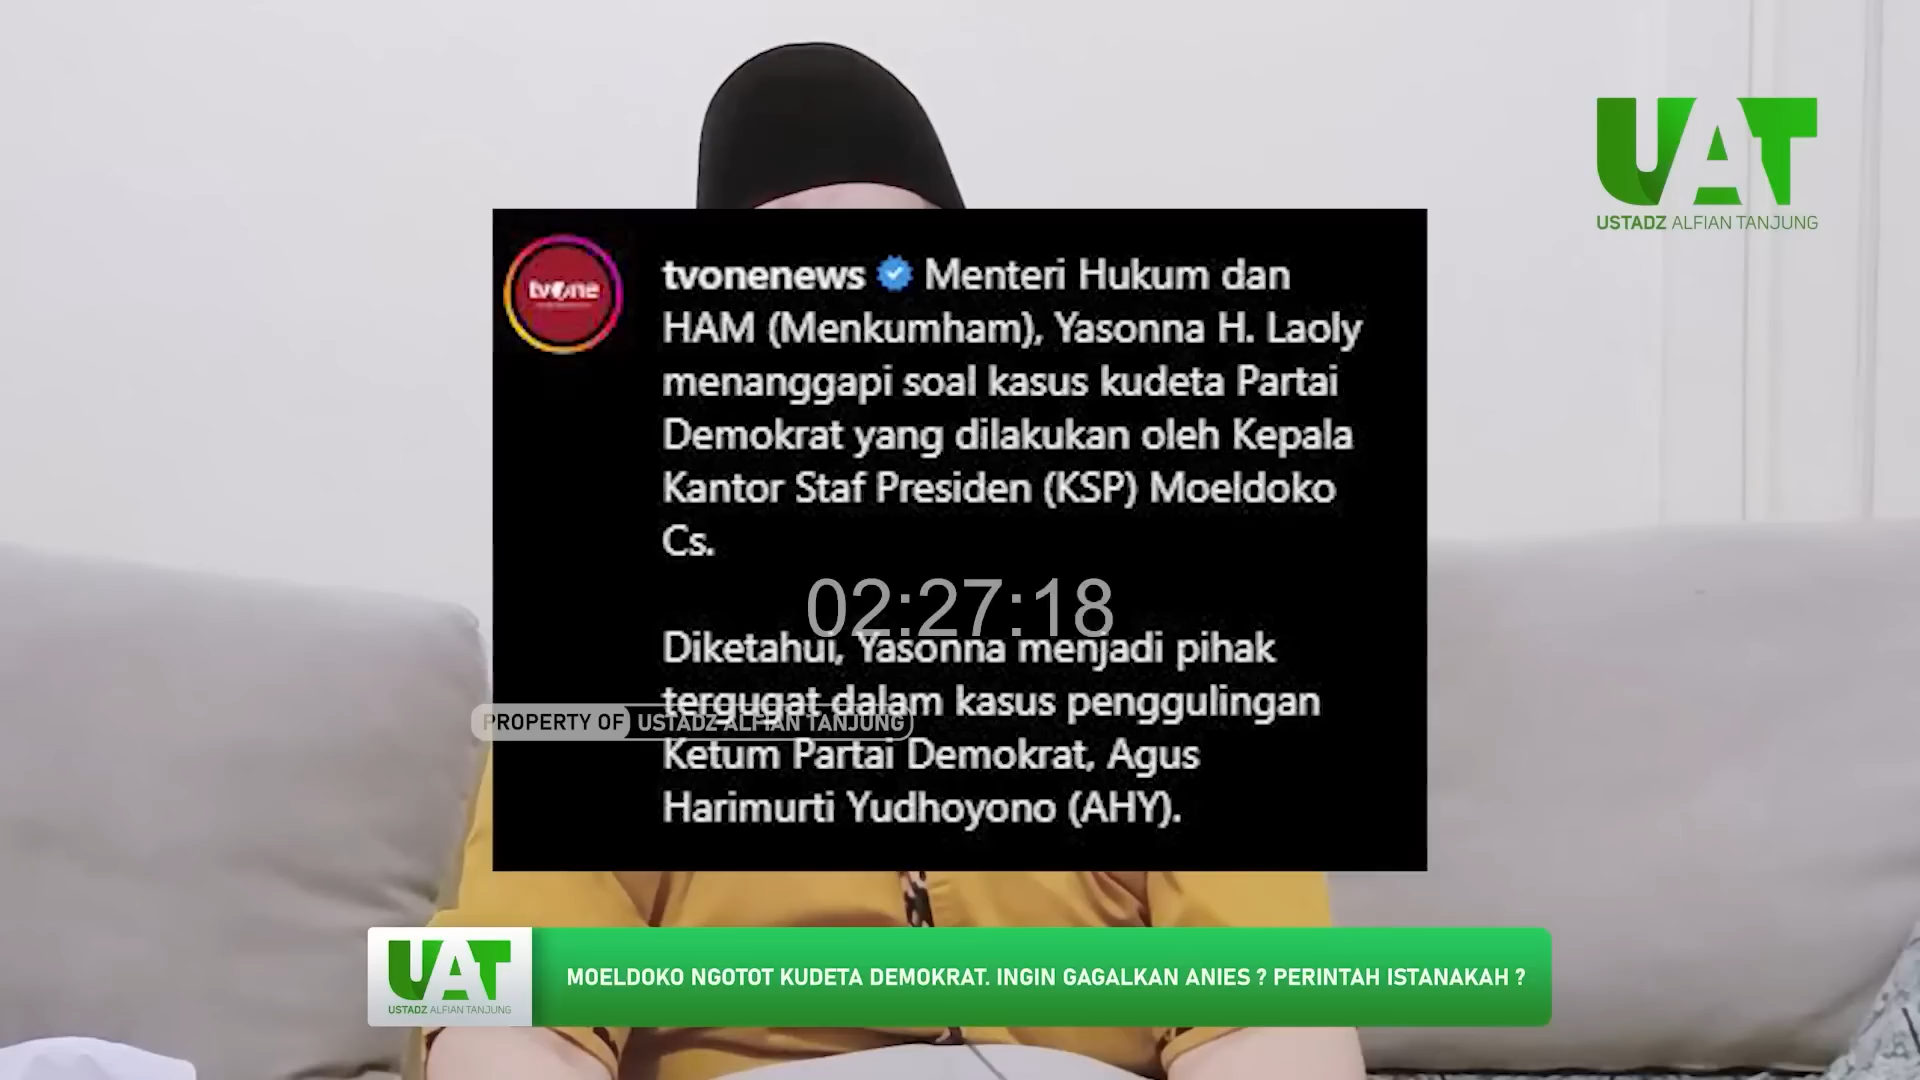 UAT
USTADZ ALFIAN TANJUNG
tvone
tvonenews Menteri Hukum dan
HAM (Menkumham), Yasonna H. Laoly
menanggapi soal kasus kudeta Partai
Demokrat yang dilakukan oleh Kepala
Kantor Staf Presiden (KSP) Moeldoko
Cs.
02:27:18
Diketahui, Yasonna menjadi pihak
tergugat dalam kasus penggulingan
PROPERTY OF USTADZ ALFIAN TANJUNG
Ketum Partai Demokrat, Agus
Harimurti Yudhoyono (AHY).
UAT
USTADZ ALFIAN TANJUNG
MOELDOKO NGOTOT KUDETA DEMOKRAT. INGIN GAGALKAN ANIES ? PERINTAH ISTANAKAH ?